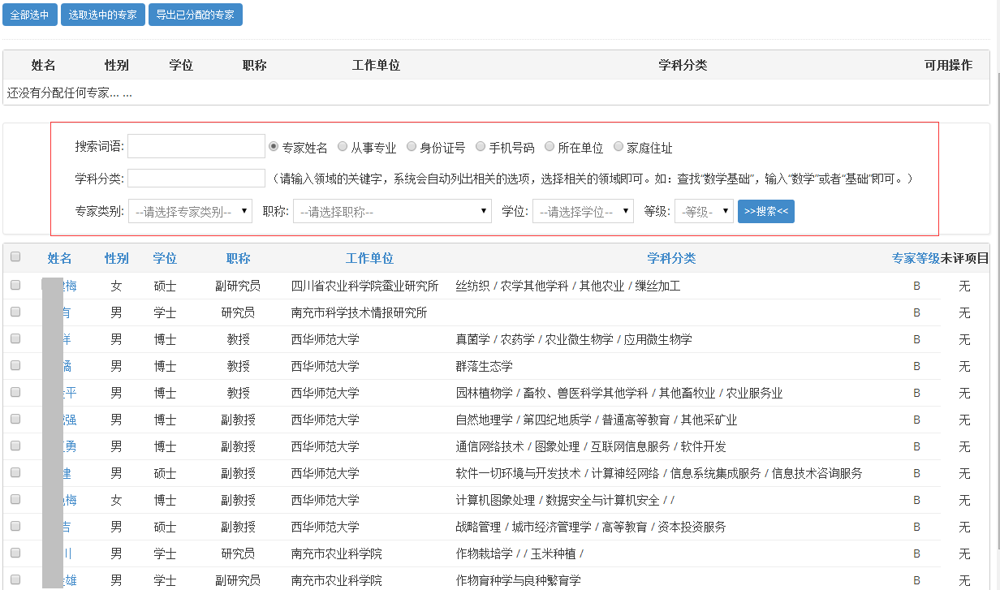 全部选中 选取选中的专家 导出已分配的专家
姓名 性别 学位 职称 工作单位 学科分类 可用操作
还没有分配任何专家... ...
搜索词语: 专家姓名 从事专业 身份证号 手机号码 所在单位 家庭住址
学科分类: （请输入领域的关键字，系统会自动列出相关的选项，选择相关的领域即可。如：查找“数学基础”，输入“数学”或者“基础”即可。）
专家类别: --请选择专家类别-- 职称: --请选择职称-- 学位: --请选择学位-- 等级: -等级- >>搜索<<
姓名 性别 学位 职称 工作单位 学科分类 专家等级 未评项目
梅 女 硕士 副研究员 四川省农业科学院蚕业研究所 丝纺织 / 农学其他学科 / 其他农业 / 缫丝加工 B 无
有 男 学士 研究员 南充市科学技术情报研究所 B 无
男 博士 教授 西华师范大学 真菌学 / 农药学 / 农业微生物学 / 应用微生物学 B 无
男 博士 教授 西华师范大学 群落生态学 B 无
平 男 博士 教授 西华师范大学 园林植物学 / 畜牧、兽医科学其他学科 / 其他畜牧业 / 农业服务业 B 无
强 男 博士 副教授 西华师范大学 自然地理学 / 第四纪地质学 / 普通高等教育 / 其他采矿业 B 无
勇 男 博士 副教授 西华师范大学 通信网络技术 / 图象处理 / 互联网信息服务 / 软件开发 B 无
建 男 硕士 副教授 西华师范大学 软件一切环境与开发技术 / 计算神经网络 / 信息系统集成服务 / 信息技术咨询服务 B 无
梅 女 博士 副教授 西华师范大学 计算机图象处理 / 数据安全与计算机安全 / / B 无
吉 男 硕士 副教授 西华师范大学 战略管理 / 城市经济管理学 / 高等教育 / 资本投资服务 B 无
男 学士 研究员 南充市农业科学院 作物栽培学 / / 玉米种植 / B 无
雄 男 学士 副研究员 南充市农业科学院 作物育种学与良种繁育学 B 无